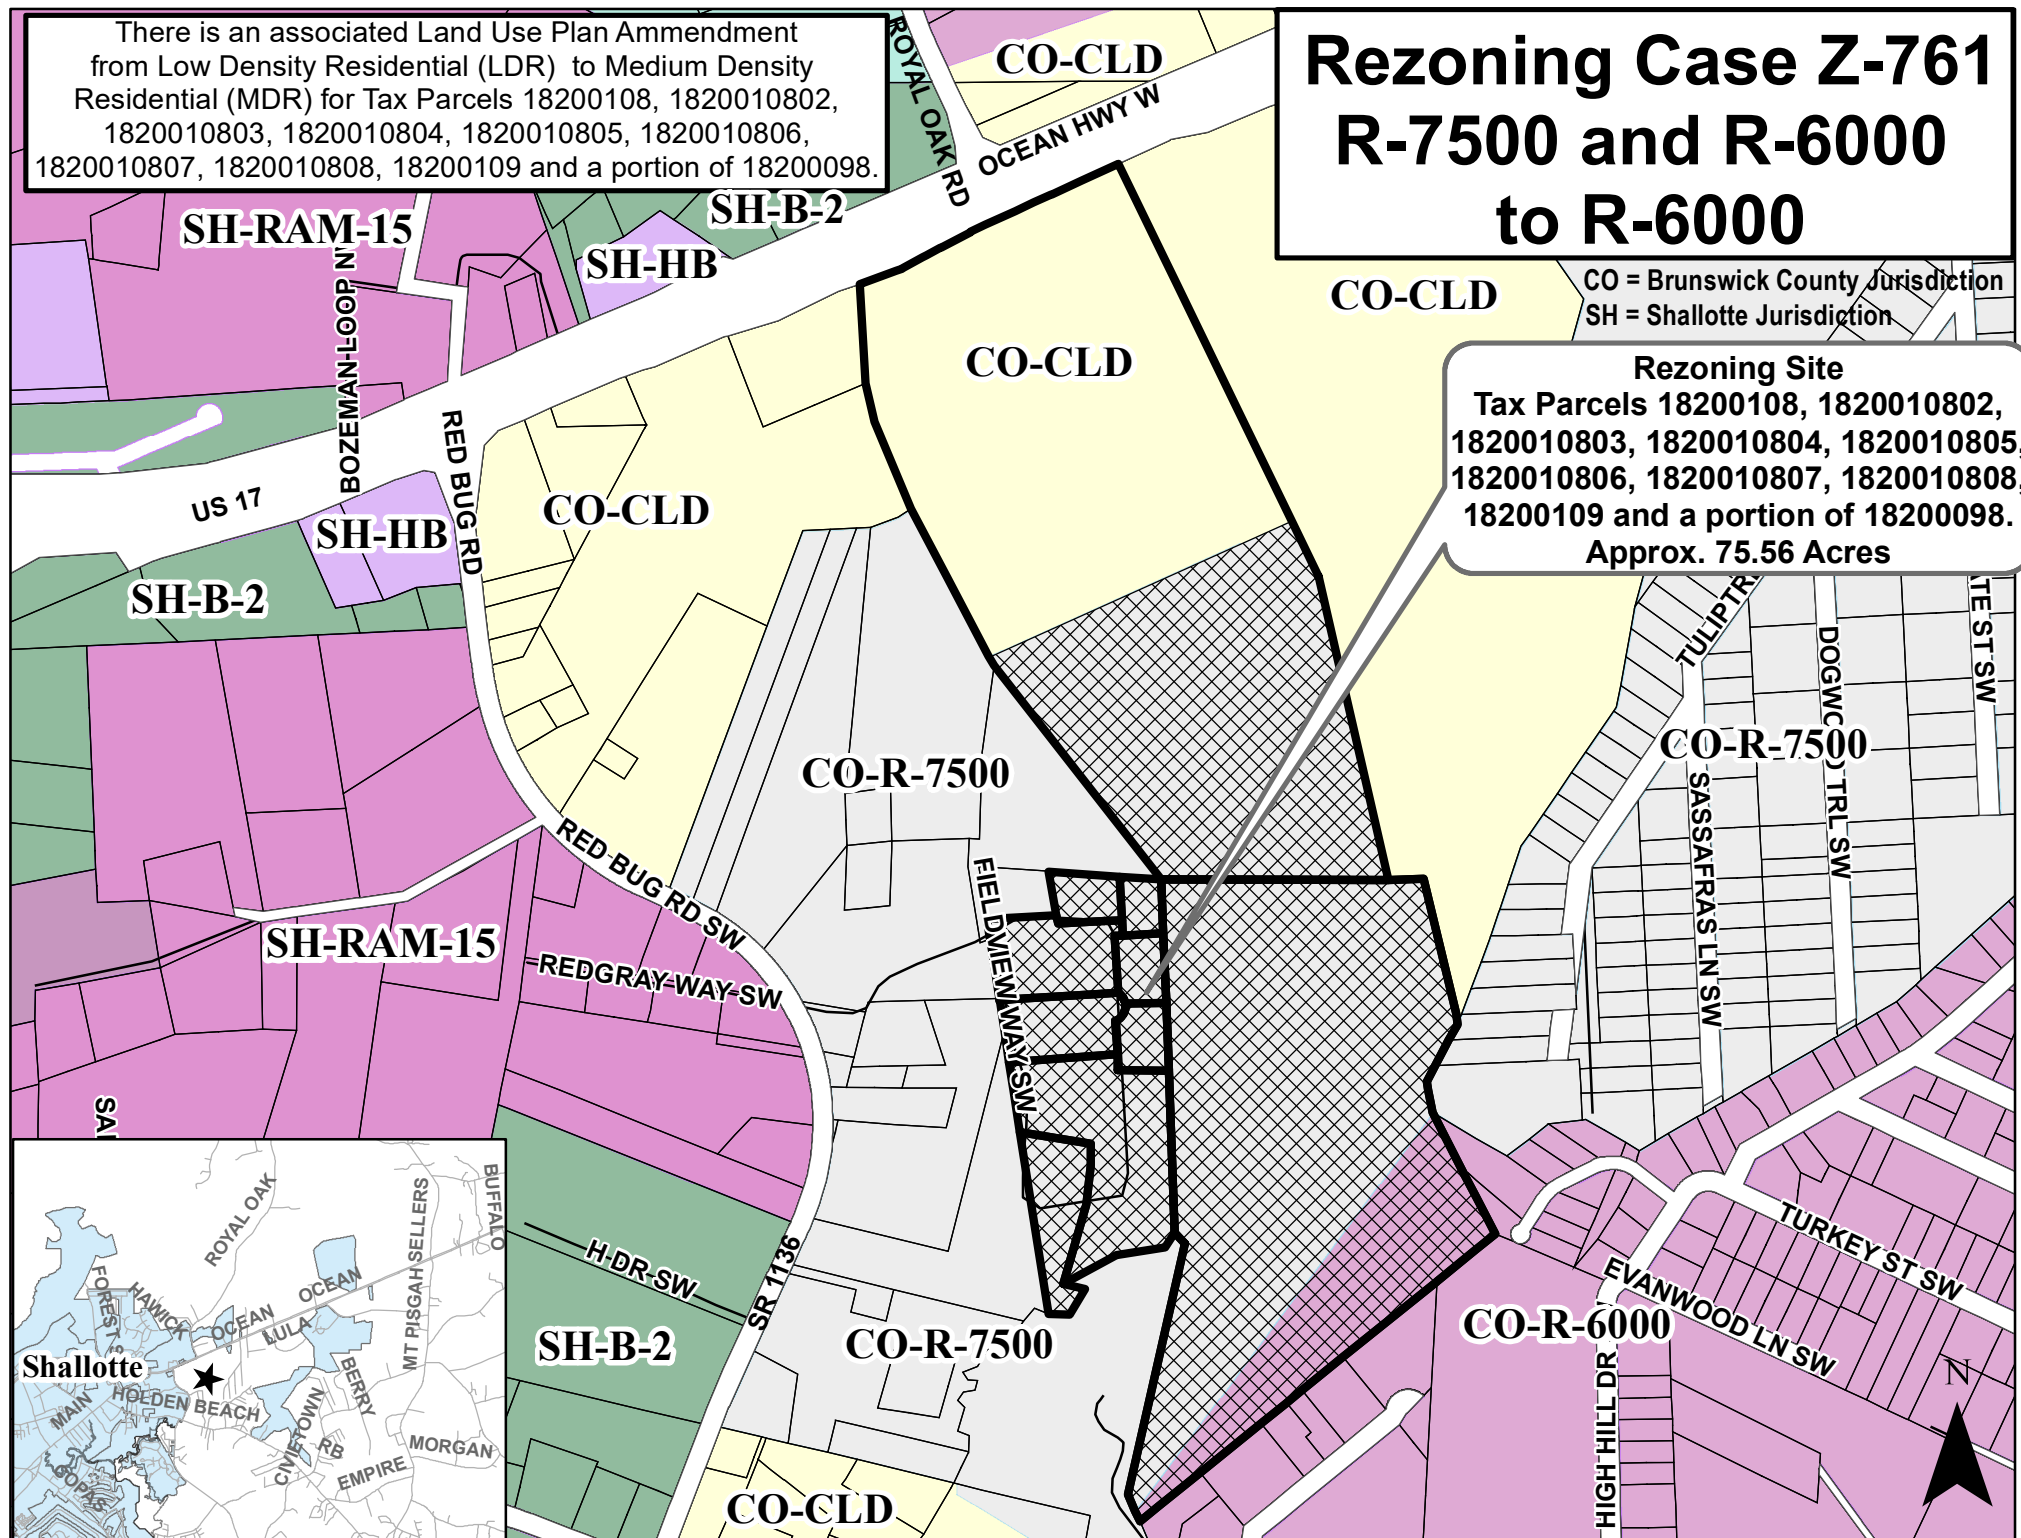 There is an associated Land Use Plan Ammendment
from Low Density Residential (LDR) to Medium Density
Residential (MDR) for Tax Parcels 18200108, 1820010802,
1820010803, 1820010804, 1820010805, 1820010806,
1820010807, 1820010808, 18200109 and a portion of 18200098.
Rezoning Case Z-761
R-7500 and R-6000
to R-6000
CO = Brunswick County Jurisdiction
SH = Shallotte Jurisdiction
Rezoning Site
Tax Parcels 18200108, 1820010802,
1820010803, 1820010804, 1820010805,
1820010806, 1820010807, 1820010808,
18200109 and a portion of 18200098.
Approx. 75.56 Acres
CO-CLD
ROYAL OAK RD
OCEAN HWY W
SH-RAM-15
SH-B-2
SH-HB
CO-CLD
CO-CLD
BOZEMAN LOOP N
RED BUG RD
US 17
SH-HB
CO-CLD
SH-B-2
CO-R-7500
CO-R-7500
DOGWOOD TRL SW
SASSAFRAS LN SW
RED BUG RD SW
SH-RAM-15
REDGRAY WAY SW
FIELDVIEW WAY SW
H DR SW
SR 1136
SH-B-2
CO-R-7500
CO-R-6000
TURKEY ST SW
EVANWOOD LN SW
HIGH HILL DR
CO-CLD
N
ROYAL OAK
MT PISGAH SELLERS
BUFFALO
FOREST
HAWICK
OCEAN
OCEAN
LULA
Shallotte
MAIN
HOLDEN BEACH
BERRY
CIVIETOWN
RB
MORGAN
EMPIRE
COPAS